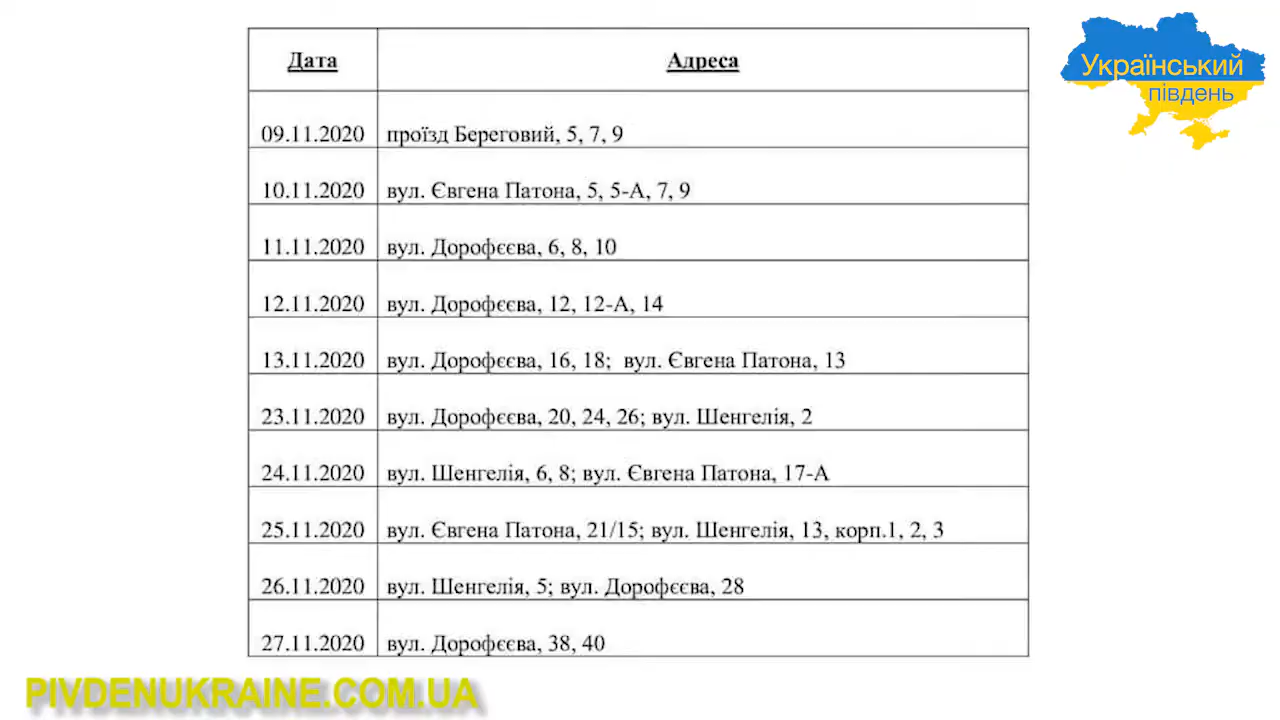 Дата Адреса
09.11.2020 проїзд Береговий, 5, 7, 9
10.11.2020 вул. Євгена Патона, 5, 5-А, 7, 9
11.11.2020 вул. Дорофєєва, 6, 8, 10
12.11.2020 вул. Дорофєєва, 12, 12-А, 14
13.11.2020 вул. Дорофєєва, 16, 18; вул. Євгена Патона, 13
23.11.2020 вул. Дорофєєва, 20, 24, 26; вул. Шенгелія, 2
24.11.2020 вул. Шенгелія, 6, 8; вул. Євгена Патона, 17-А
25.11.2020 вул. Євгена Патона, 21/15; вул. Шенгелія, 13, корп.1, 2, 3
26.11.2020 вул. Шенгелія, 5; вул. Дорофєєва, 28
27.11.2020 вул. Дорофєєва, 38, 40
Український
південь
PIVDENUKRAINE.COM.UA